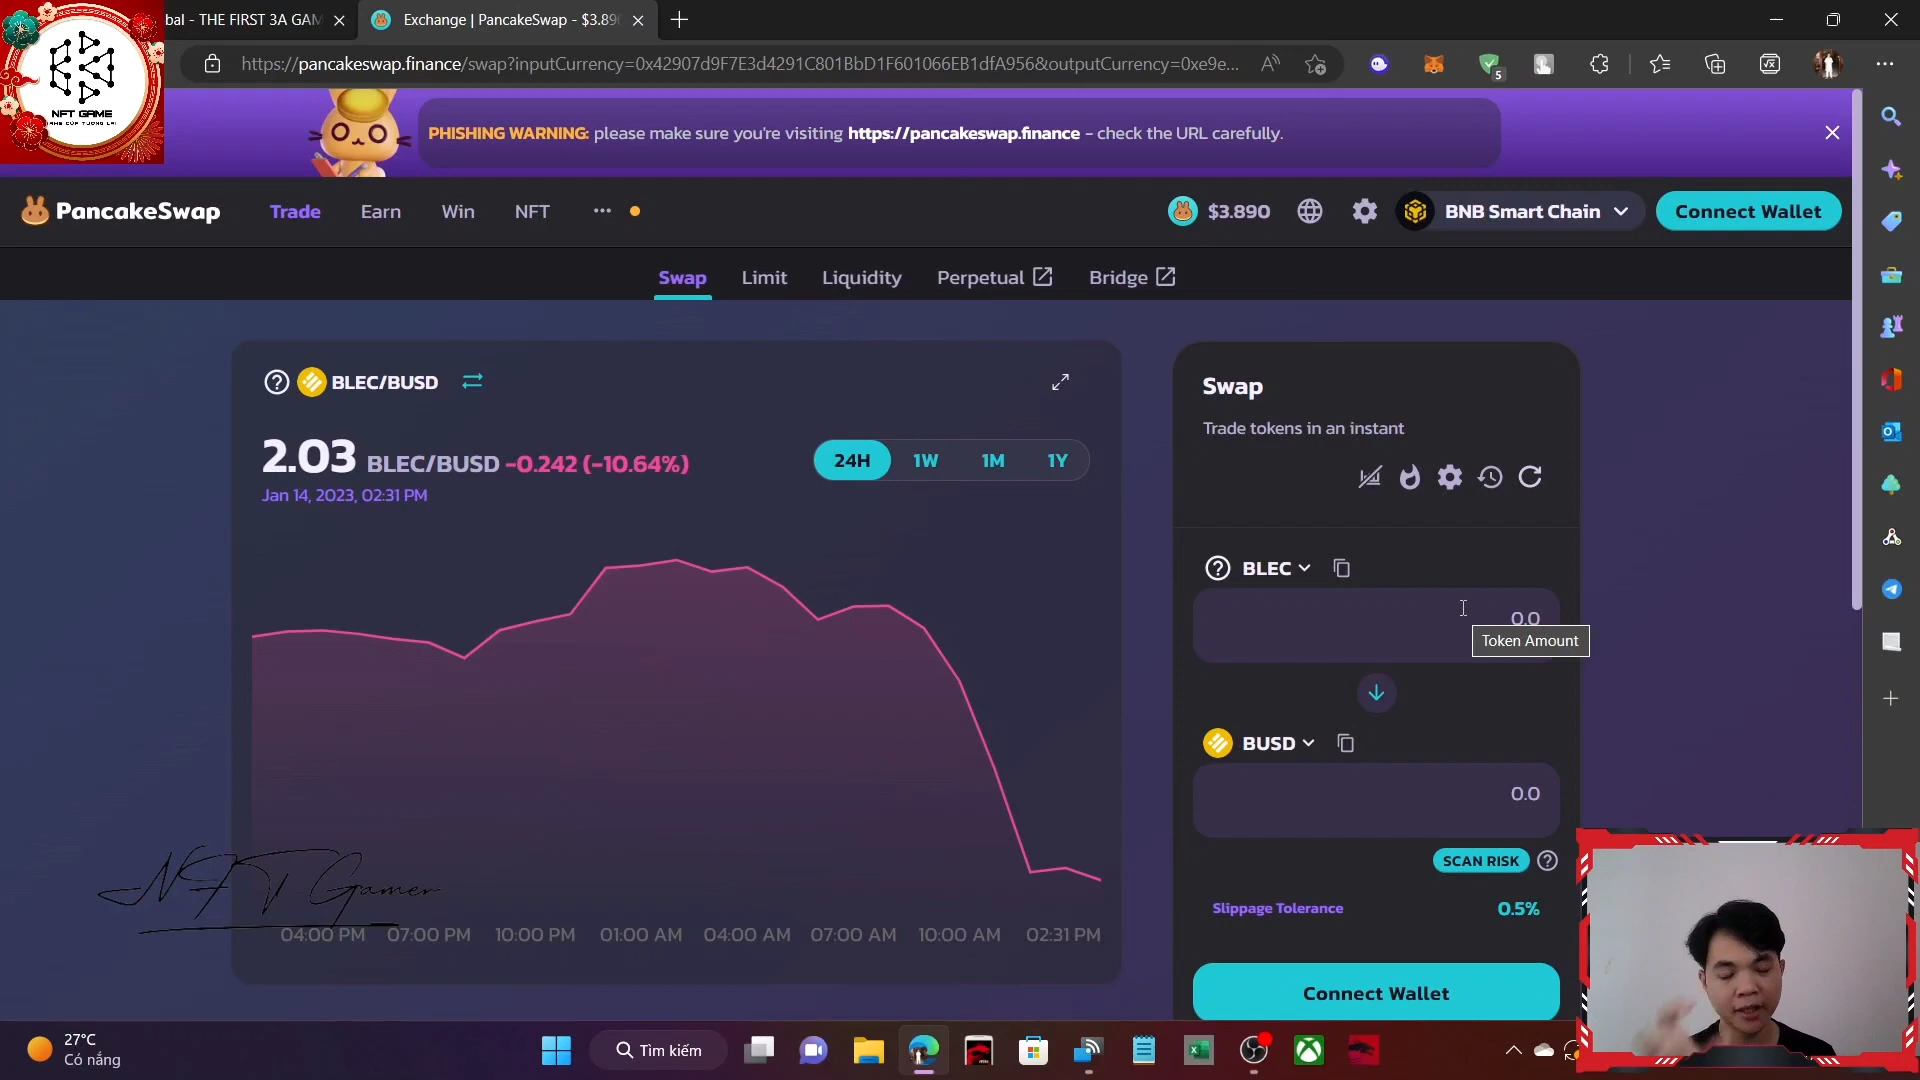 bal - THE FIRST 3A GAM
Exchange | PancakeSwap - $3.89
https://pancakeswap.finance/swap?inputCurrency=0x42907d9F7E3d4291C801BbD1F601066EB1dfA956&outputCurrency=0xe9e...
5
NFT GAME
PHISHING WARNING: please make sure you're visiting https://pancakeswap.finance - check the URL carefully.
PancakeSwap
Trade
Earn
Win
NFT
$3.890
BNB Smart Chain
Connect Wallet
Swap
Limit
Liquidity
Perpetual
Bridge
BLEC/BUSD
2.03 BLEC/BUSD -0.242 (-10.64%)
Jan 14, 2023, 02:31 PM
24H
1W
1M
1Y
Swap
Trade tokens in an instant
BLEC
0.0
Token Amount
BUSD
0.0
SCAN RISK
Slippage Tolerance
0.5%
Connect Wallet
NFT Gamer
04:00 PM
07:00 PM
10:00 PM
01:00 AM
04:00 AM
07:00 AM
10:00 AM
02:31 PM
27°C
Có nắng
Tìm kiếm